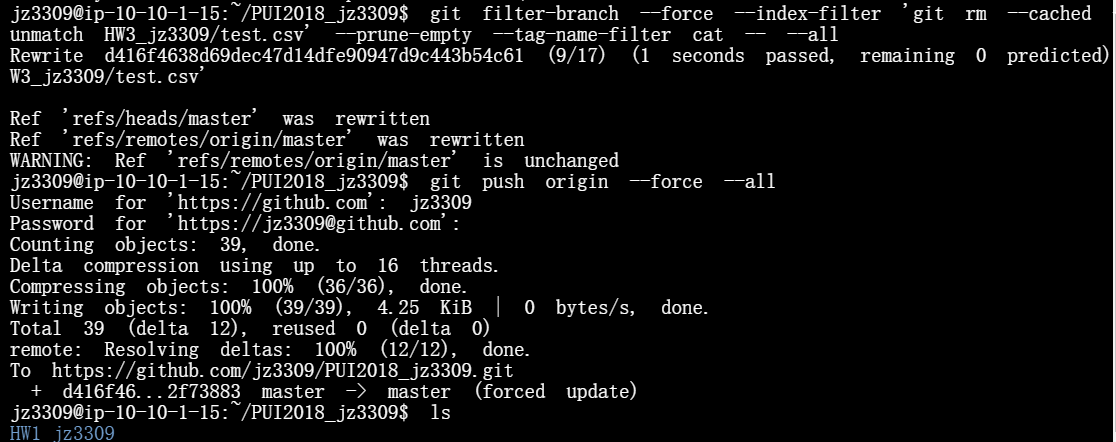 jz3309@ip-10-10-1-15:~/PUI2018_jz3309$ git filter-branch --force --index-filter 'git rm --cached
unmatch HW3_jz3309/test.csv' --prune-empty --tag-name-filter cat -- --all
Rewrite d416f4638d69dec47d14dfe90947d9c443b54c61 (9/17) (1 seconds passed, remaining 0 predicted)
W3_jz3309/test.csv'
Ref 'refs/heads/master' was rewritten
Ref 'refs/remotes/origin/master' was rewritten
WARNING: Ref 'refs/remotes/origin/master' is unchanged
jz3309@ip-10-10-1-15:~/PUI2018_jz3309$ git push origin --force --all
Username for 'https://github.com': jz3309
Password for 'https://jz3309@github.com':
Counting objects: 39, done.
Delta compression using up to 16 threads.
Compressing objects: 100% (36/36), done.
Writing objects: 100% (39/39), 4.25 KiB | 0 bytes/s, done.
Total 39 (delta 12), reused 0 (delta 0)
remote: Resolving deltas: 100% (12/12), done.
To https://github.com/jz3309/PUI2018_jz3309.git
+ d416f46...2f73883 master -> master (forced update)
jz3309@ip-10-10-1-15:~/PUI2018_jz3309$ ls
HW1_jz3309